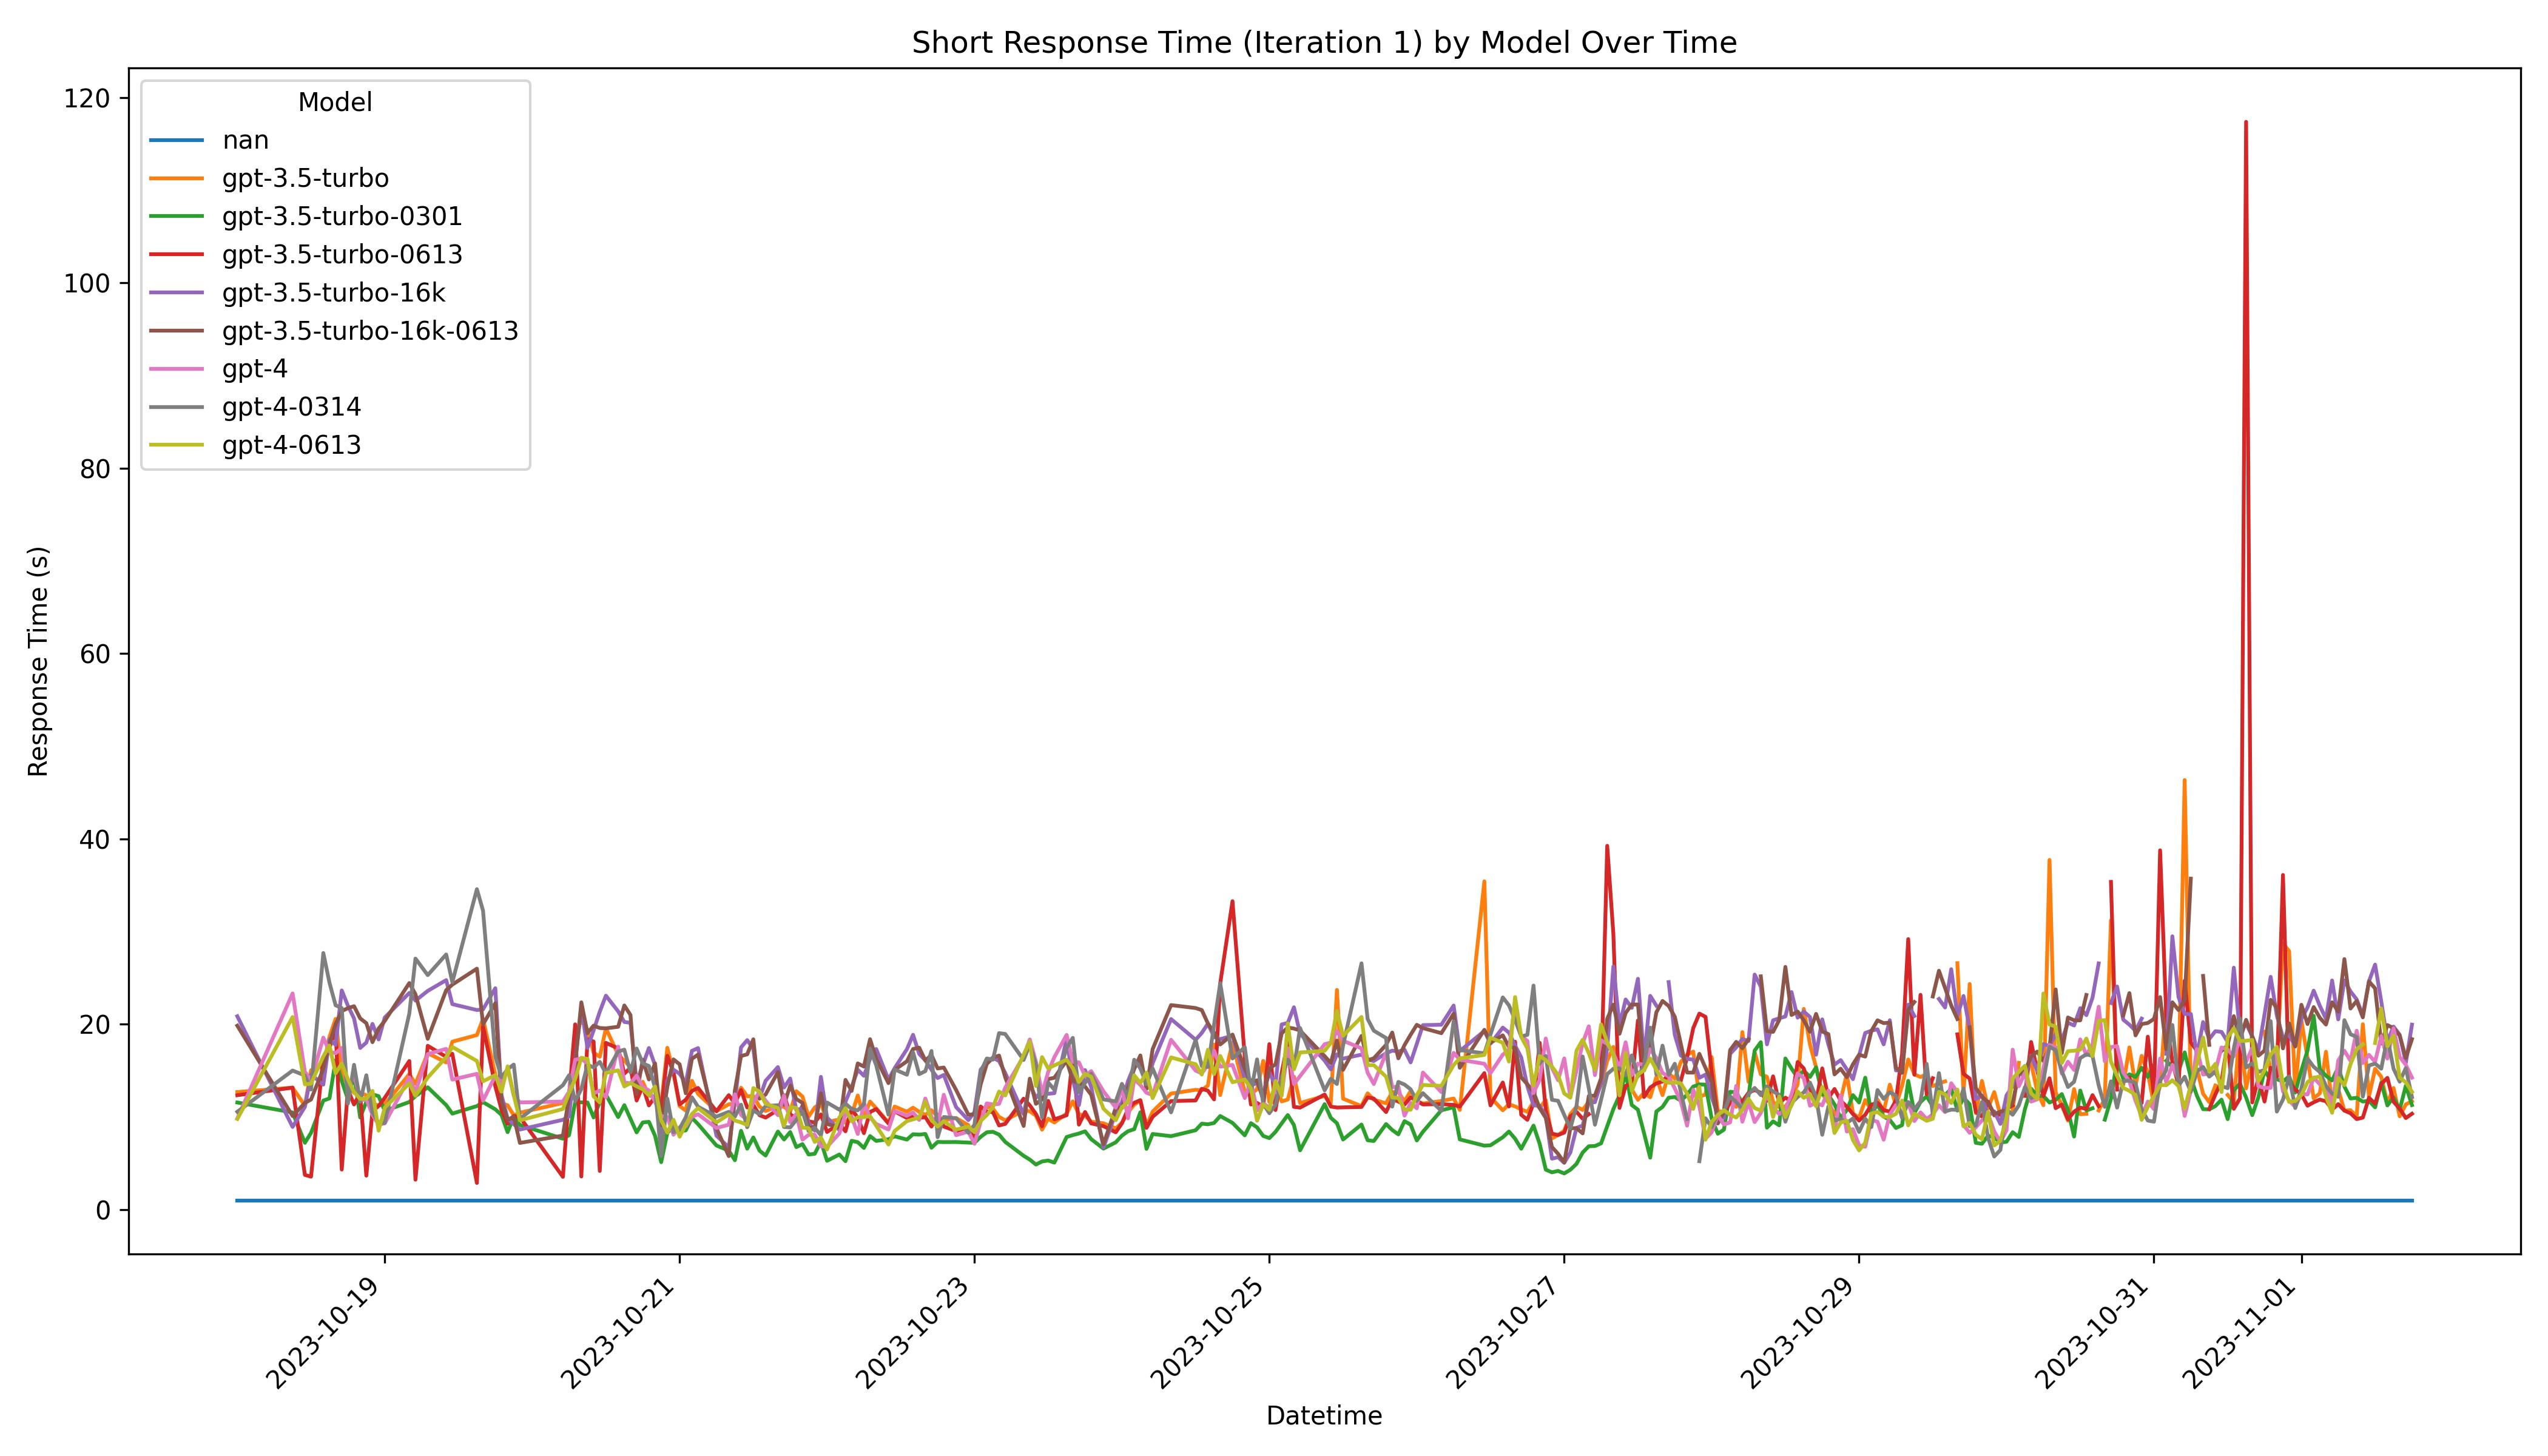 Short Response Time (Iteration 1) by Model Over Time
Model
nan
gpt-3.5-turbo
gpt-3.5-turbo-0301
gpt-3.5-turbo-0613
gpt-3.5-turbo-16k
gpt-3.5-turbo-16k-0613
gpt-4
gpt-4-0314
gpt-4-0613
Response Time (s)
120
100
80
60
40
20
0
2023-10-19
2023-10-21
2023-10-23
2023-10-25
2023-10-27
2023-10-29
2023-10-31
2023-11-01
Datetime